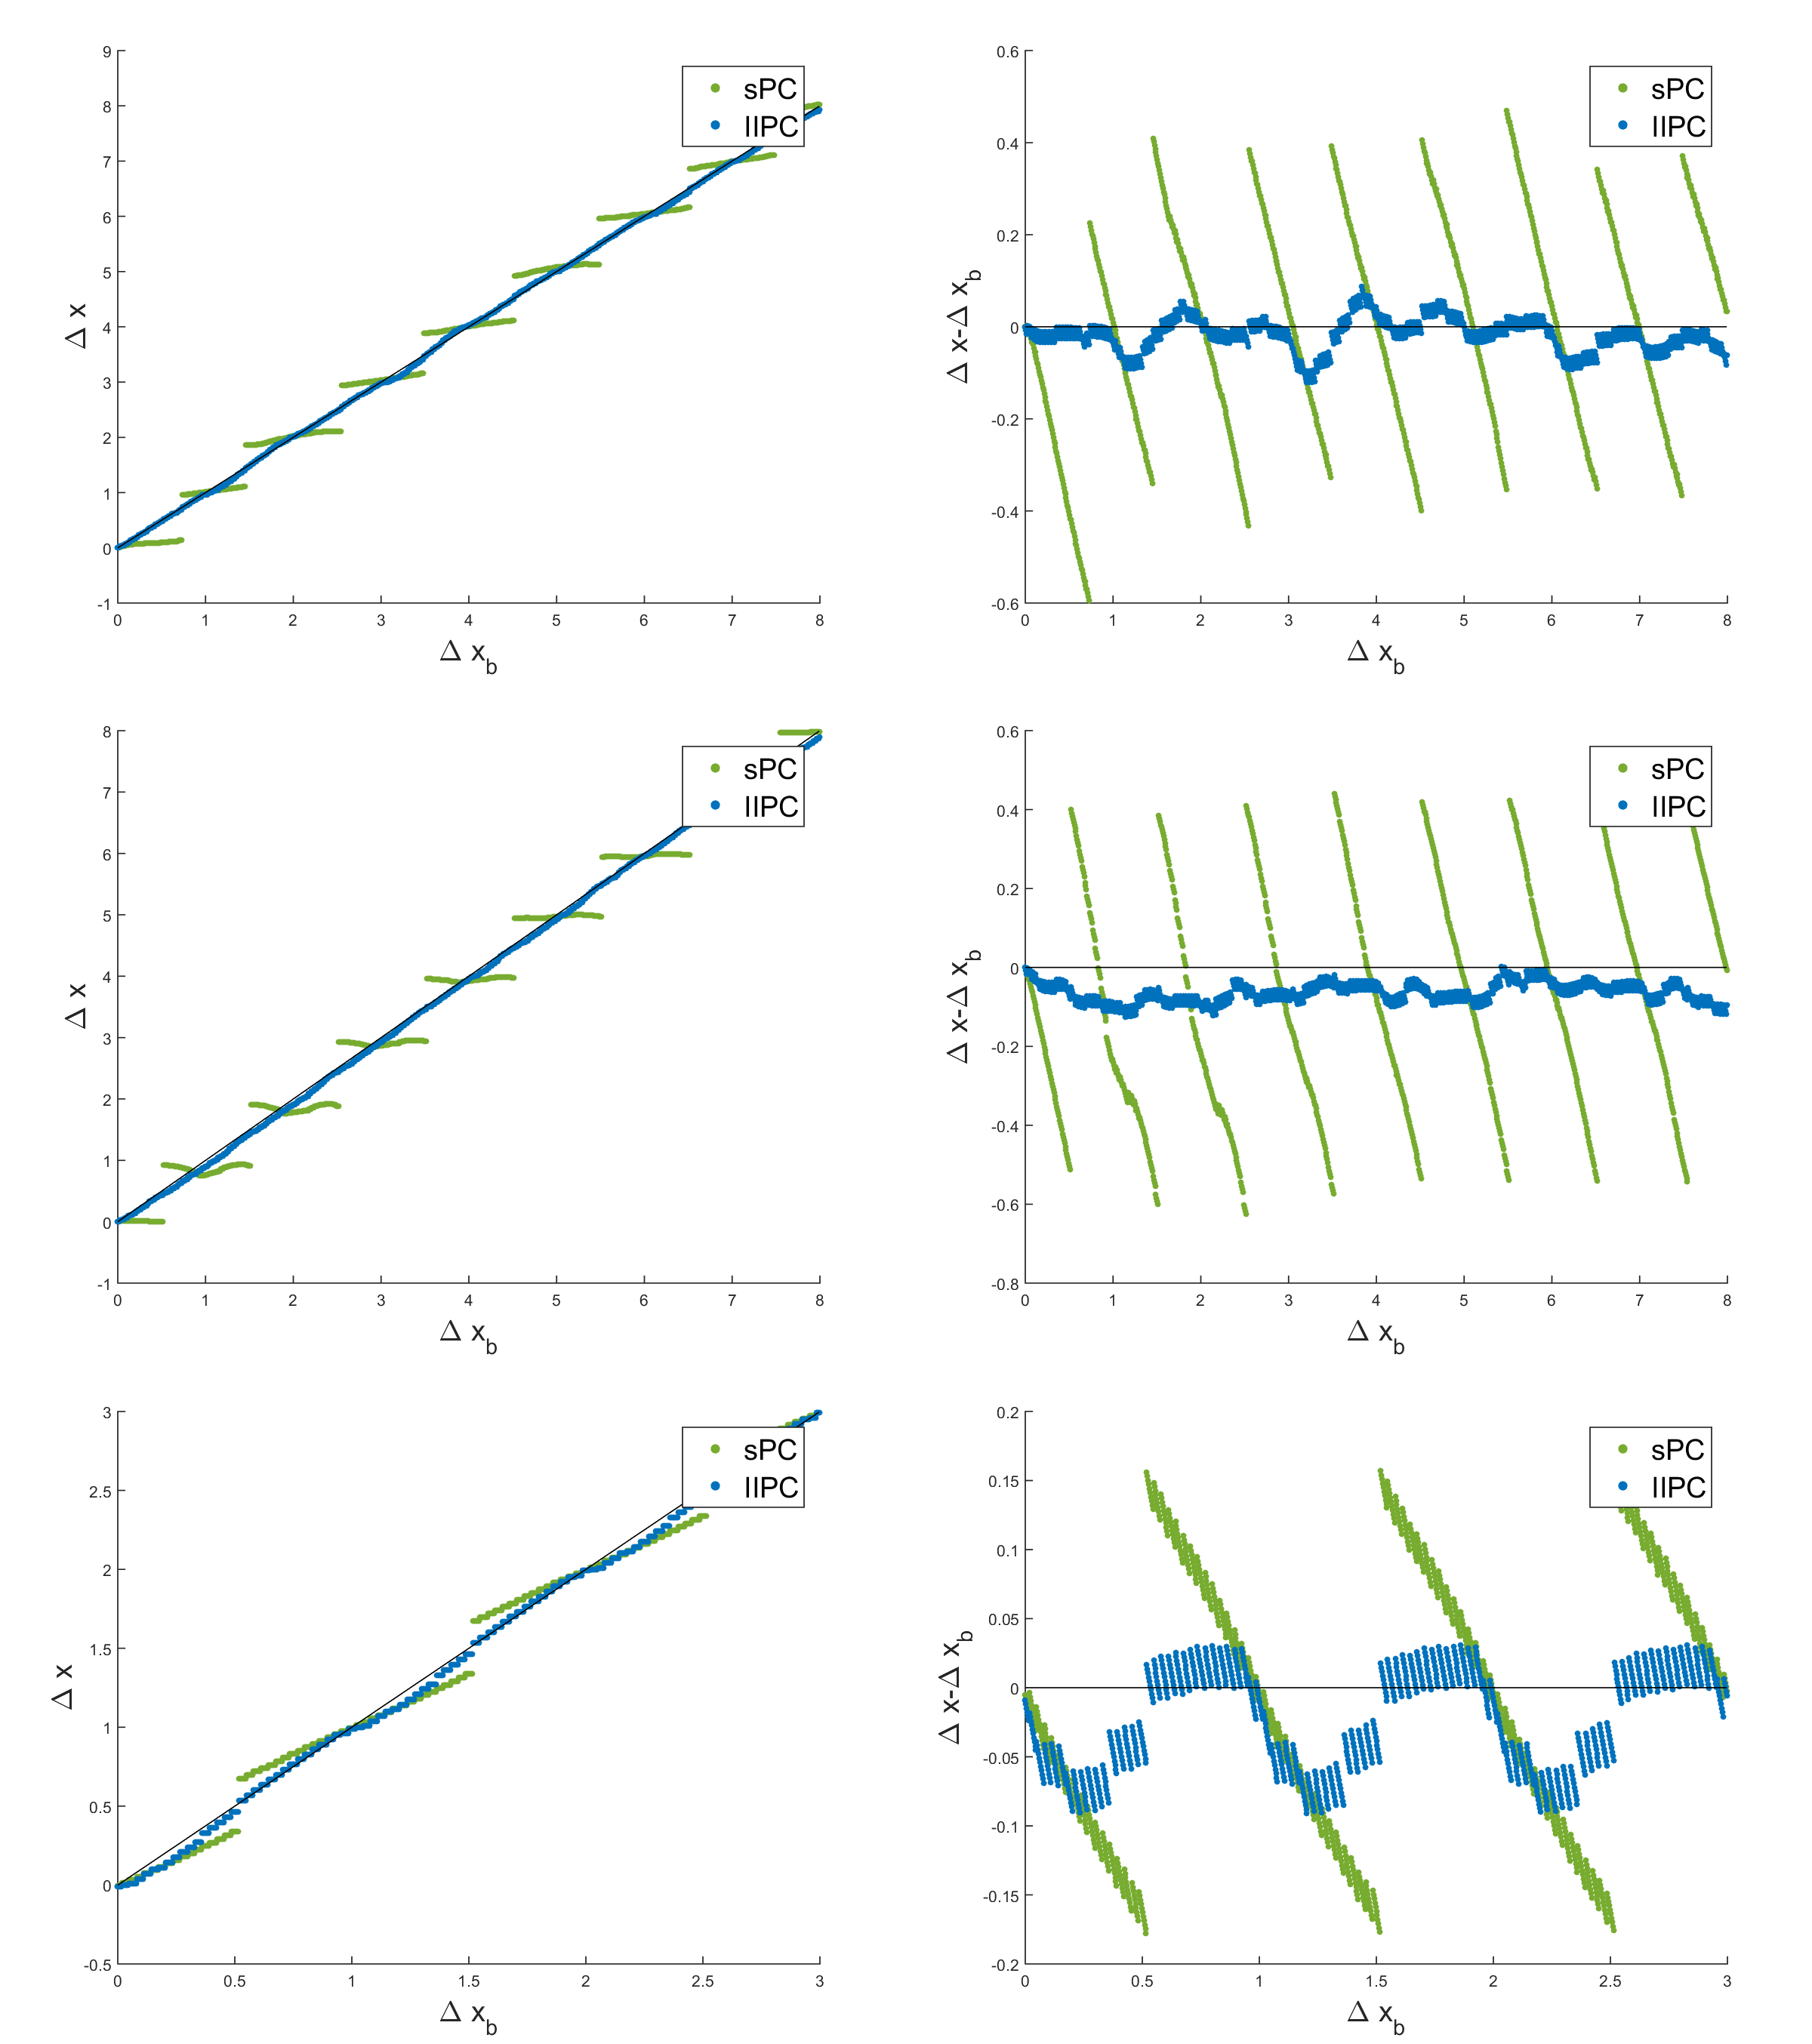 9
8
7
6
5
4
3
2
1
0
-1
0 1 2 3 4 5 6 7 8
Δ x
Δ x_b
sPC
IIPC
0.6
0.4
0.2
0
-0.2
-0.4
-0.6
0 1 2 3 4 5 6 7 8
Δ x-Δ x_b
Δ x_b
sPC
IIPC
8
7
6
5
4
3
2
1
0
-1
0 1 2 3 4 5 6 7 8
Δ x
Δ x_b
sPC
IIPC
0.6
0.4
0.2
0
-0.2
-0.4
-0.6
-0.8
0 1 2 3 4 5 6 7 8
Δ x-Δ x_b
Δ x_b
sPC
IIPC
3
2.5
2
1.5
1
0.5
0
-0.5
0 0.5 1 1.5 2 2.5 3
Δ x
Δ x_b
sPC
IIPC
0.2
0.15
0.1
0.05
0
-0.05
-0.1
-0.15
-0.2
0 0.5 1 1.5 2 2.5 3
Δ x-Δ x_b
Δ x_b
sPC
IIPC